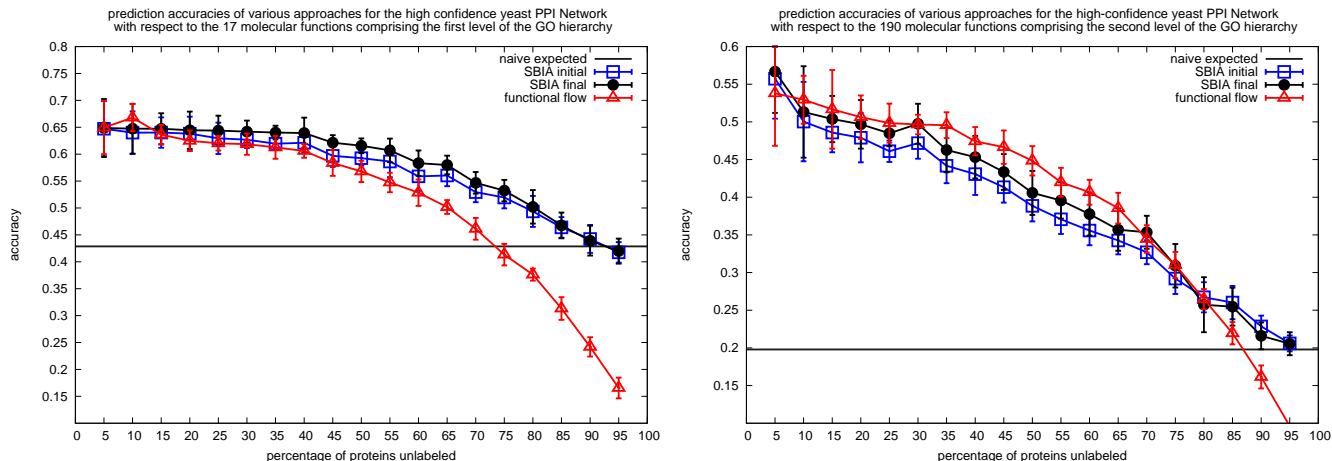 prediction accuracies of various approaches for the high confidence yeast PPI Network
with respect to the 17 molecular functions comprising the first level of the GO hierarchy
naive expected
SBIA initial
SBIA final
functional flow
accuracy
0.8
0.75
0.7
0.65
0.6
0.55
0.5
0.45
0.4
0.35
0.3
0.25
0.2
0.15
0 5 10 15 20 25 30 35 40 45 50 55 60 65 70 75 80 85 90 95 100
percentage of proteins unlabeled
prediction accuracies of various approaches for the high-confidence yeast PPI Network
with respect to the 190 molecular functions comprising the second level of the GO hierarchy
naive expected
SBIA initial
SBIA final
functional flow
accuracy
0.6
0.55
0.5
0.45
0.4
0.35
0.3
0.25
0.2
0.15
0 5 10 15 20 25 30 35 40 45 50 55 60 65 70 75 80 85 90 95 100
percentage of proteins unlabeled